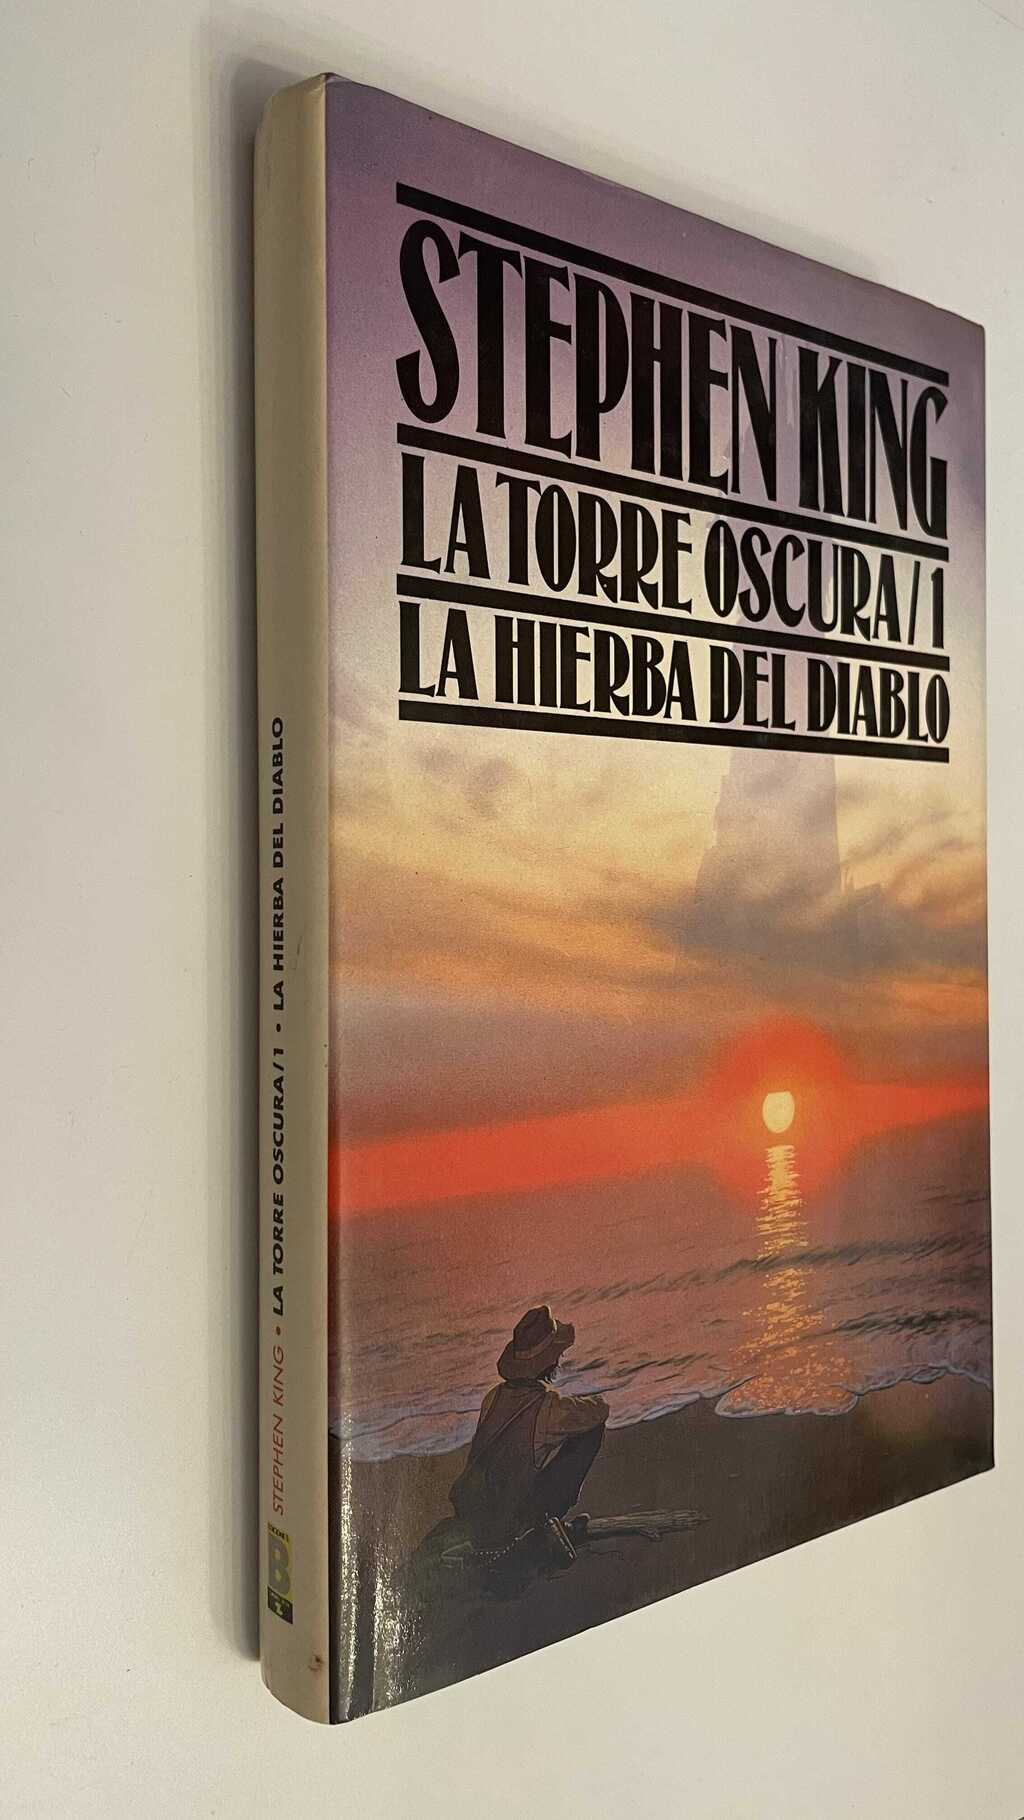 STEPHEN KING
LA TORRE OSCURA/1
LA HIERBA DEL DIABLO
STEPHEN KING • LA TORRE OSCURA/1 • LA HIERBA DEL DIABLO
B